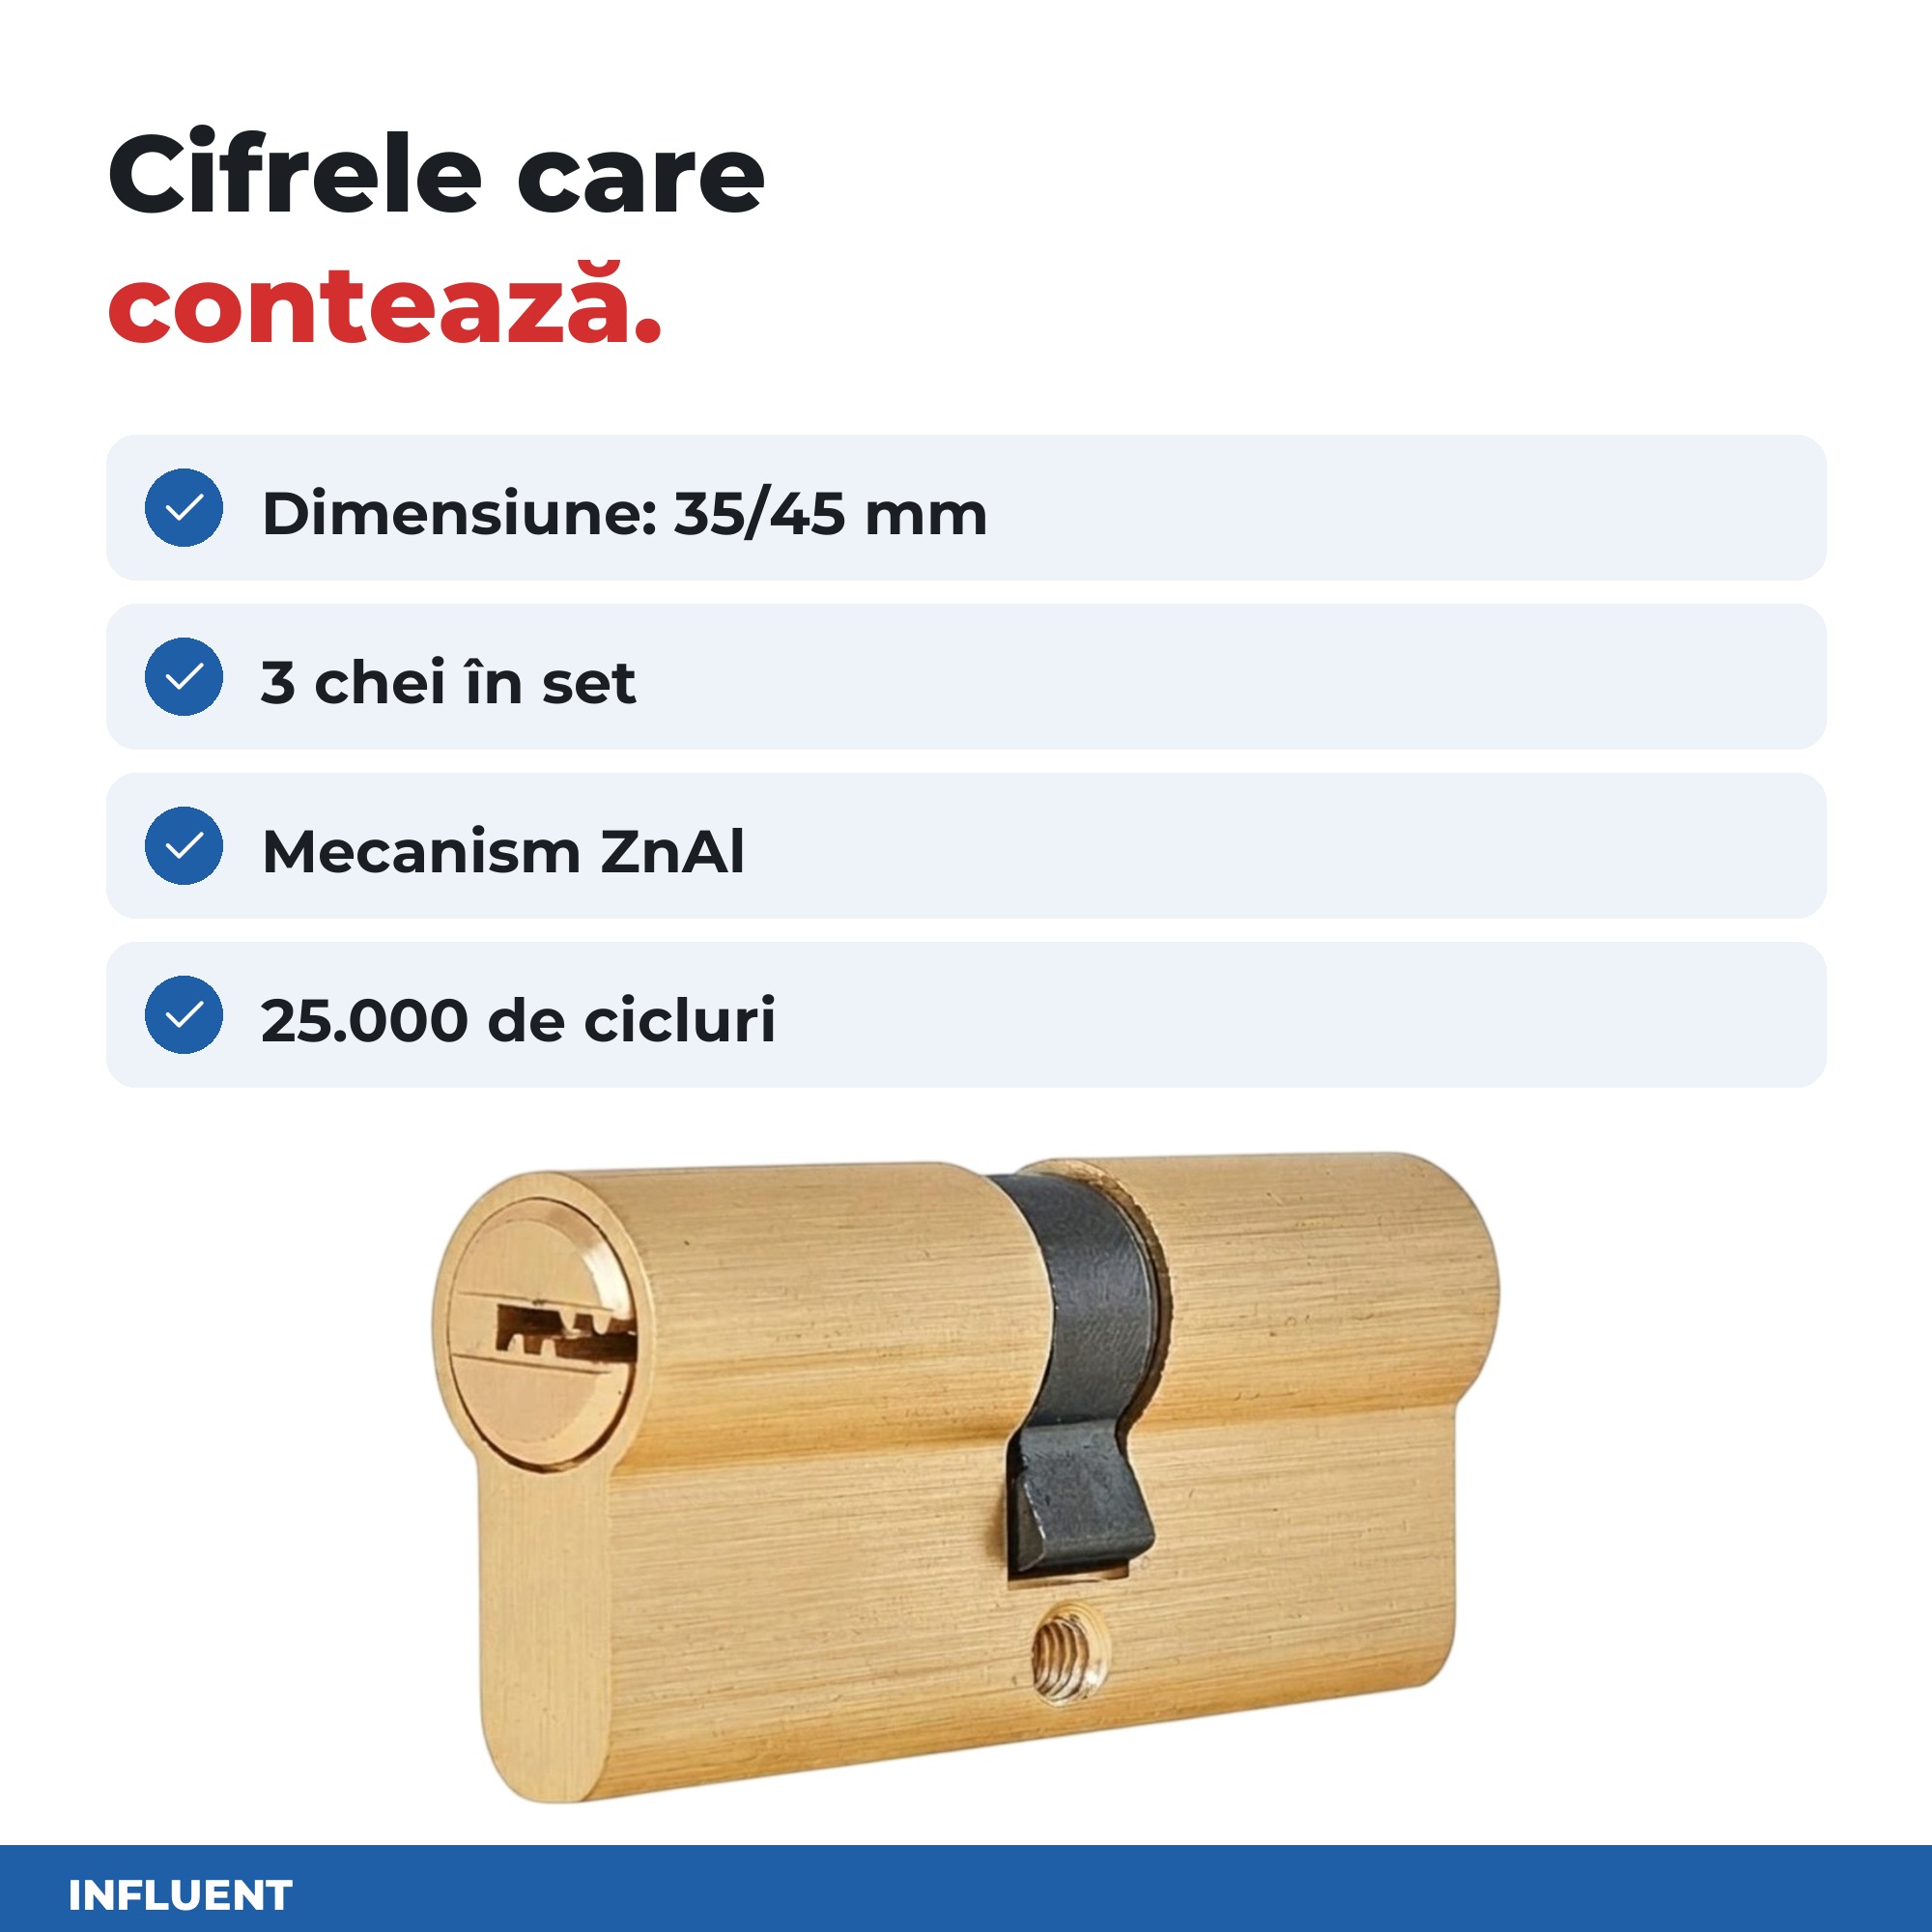 Cifrele care
contează.
Dimensiune: 35/45 mm
3 chei în set
Mecanism ZnAl
25.000 de cicluri
INFLUENT